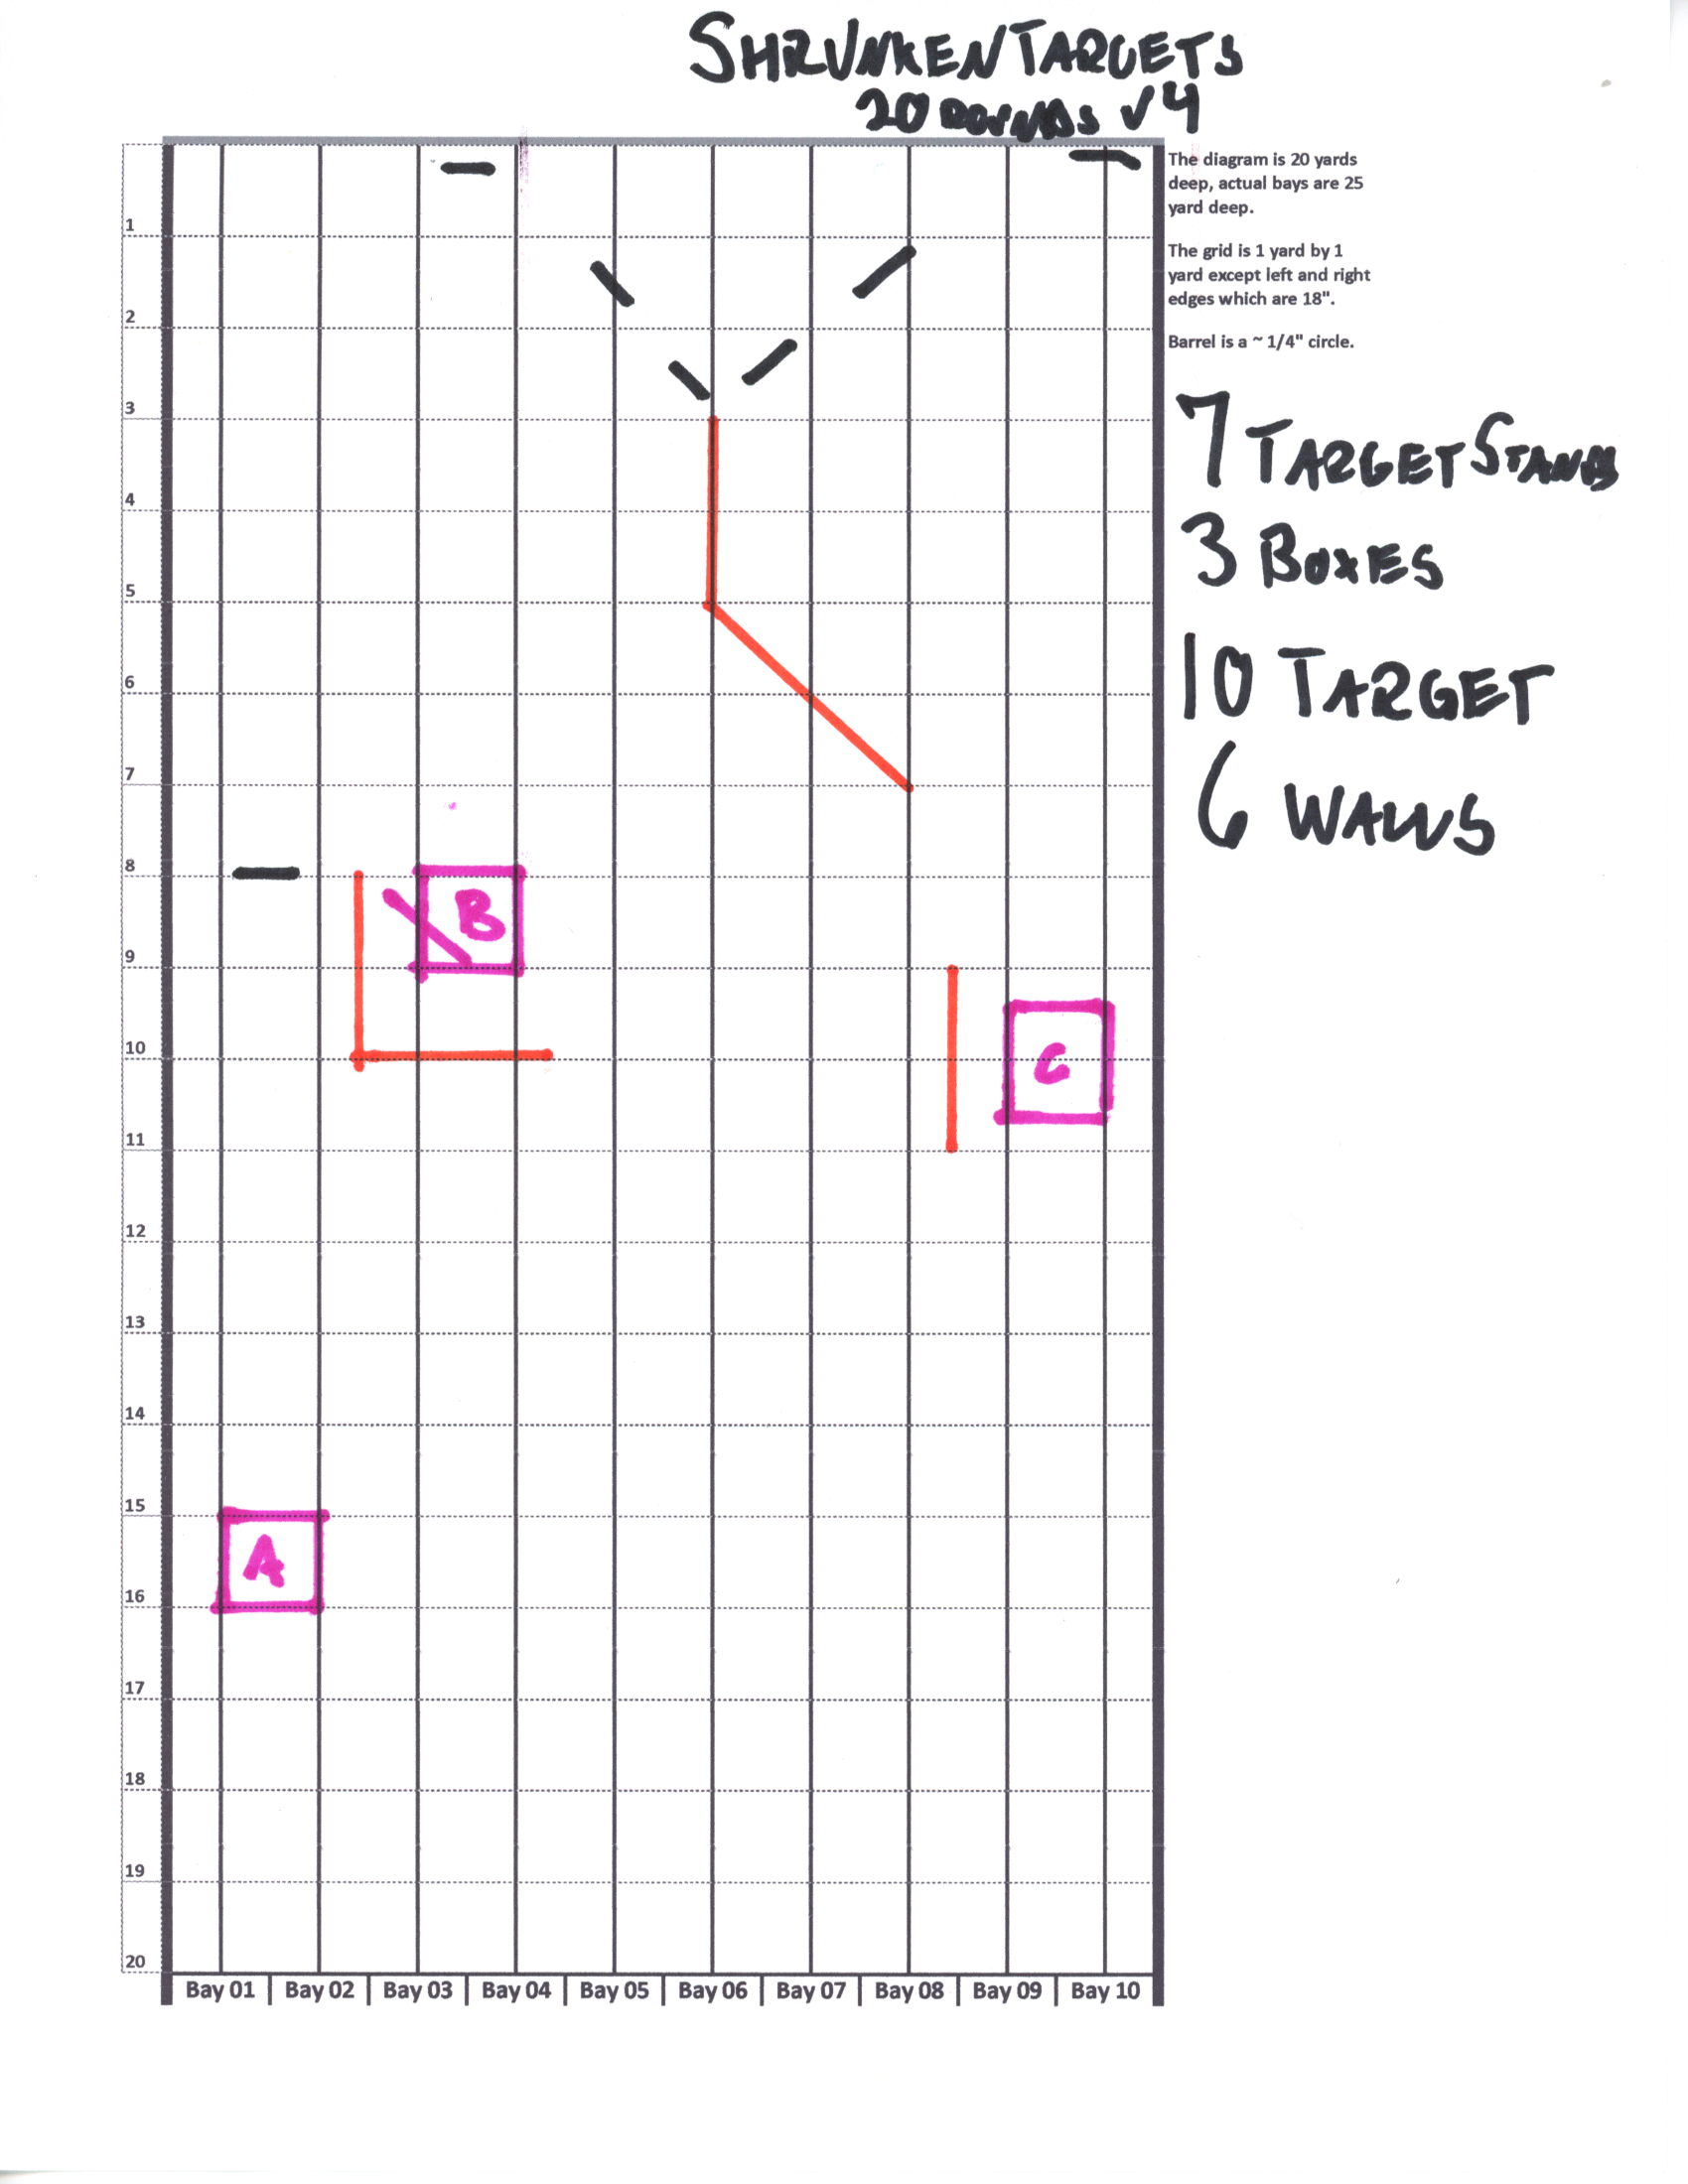 SHRUNKEN TARGETS
20 ROUNDS V4
The diagram is 20 yards
deep, actual bays are 25
yard deep.
The grid is 1 yard by 1
yard except left and right
edges which are 18".
Barrel is a ~ 1/4" circle.
7 TARGET STANDS
3 BOXES
10 TARGET
6 WALLS
1
2
3
4
5
6
7
8
B
9
10
C
11
12
13
14
15
A
16
17
18
19
20
Bay 01 Bay 02 Bay 03 Bay 04 Bay 05 Bay 06 Bay 07 Bay 08 Bay 09 Bay 10